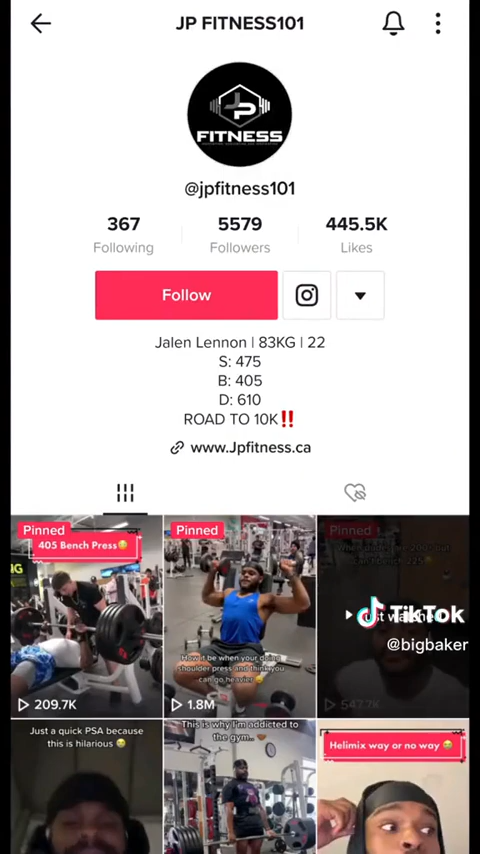 JP FITNESS101
JP
FITNESS
@jpfitness101
367
Following
5579
Followers
445.5K
Likes
Follow
Jalen Lennon | 83KG | 22
S: 475
B: 405
D: 610
ROAD TO 10K‼️
www.Jpfitness.ca
Pinned
405 Bench Press😳
209.7K
Pinned
How it be when your doing
shoulder press and think you
can go heavier
1.8M
Pinned
547.7K
TikTok
@bigbaker
Just a quick PSA because
this is hilarious 😂
This is why I'm addicted to
the gym..
Helimix way or no way 😂